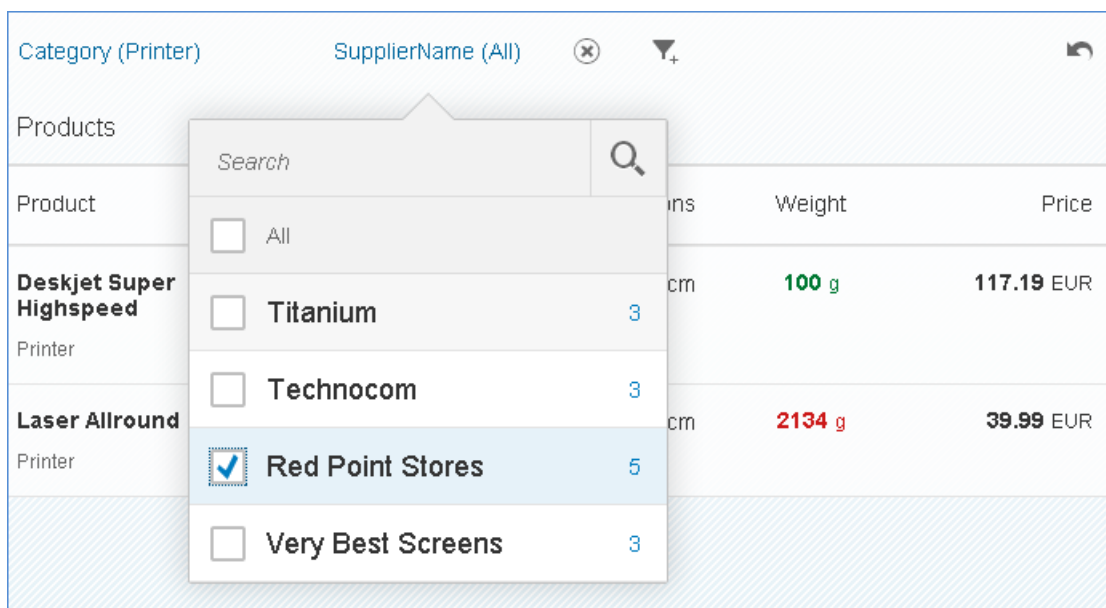 Category (Printer) SupplierName (All)
Products
Search
Product ns Weight Price
All
Deskjet Super Highspeed cm 100 g 117.19 EUR
Printer
Titanium 3
Technocom 3
Laser Allround cm 2134 g 39.99 EUR
Printer
Red Point Stores 5
Very Best Screens 3